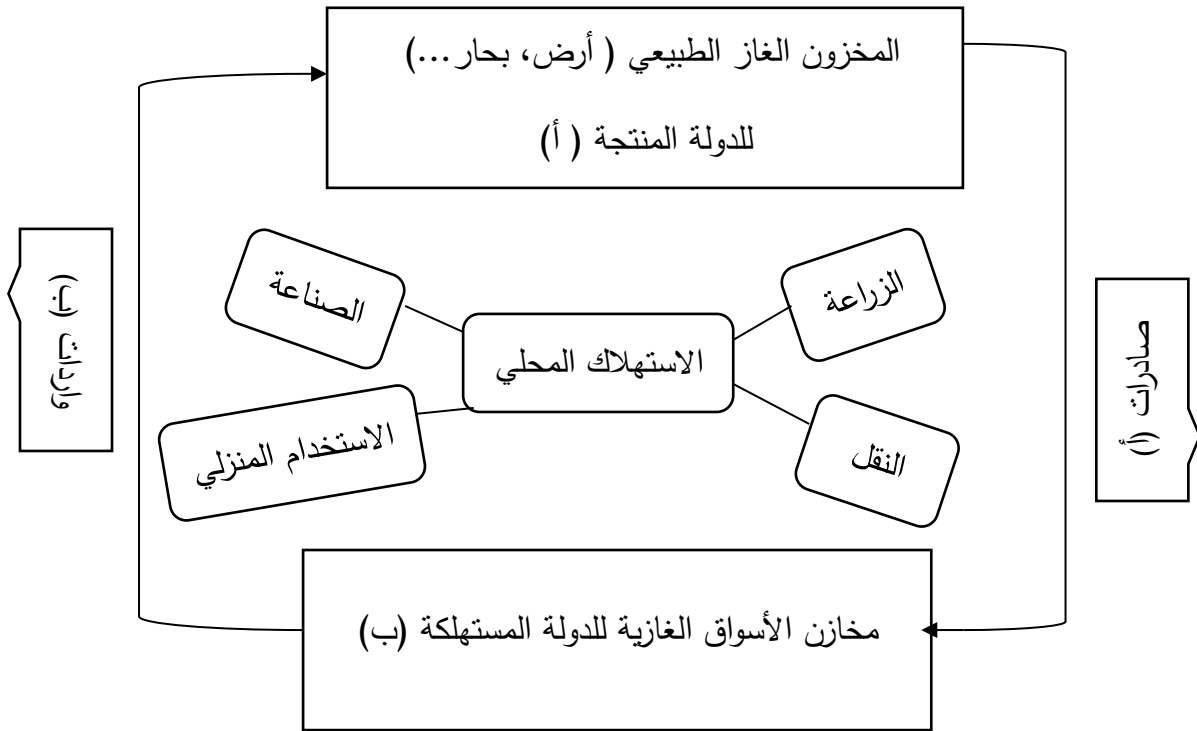 المخزون الغاز الطبيعي ( أرض، بحار ...)
للدولة المنتجة ( أ)
الزراعة
الصناعة
الاستهلاك المحلي
النقل
الاستخدام المنزلي
صادرات (أ)
واردات (ب)
مخازن الأسواق الغازية للدولة المستهلكة (ب)